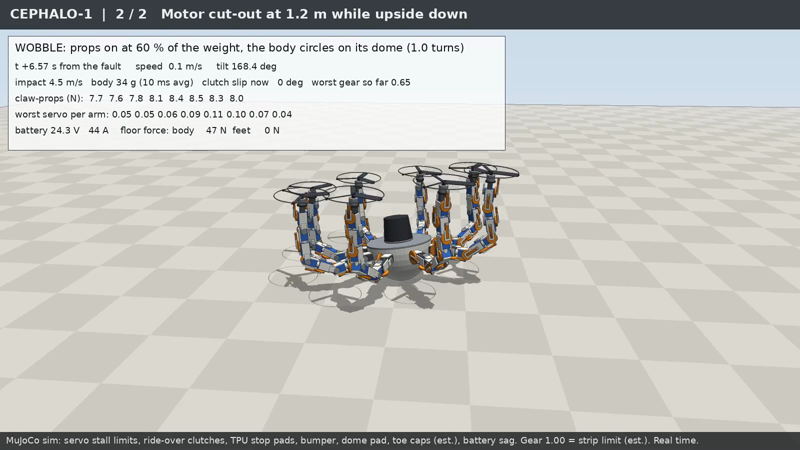 CEPHALO-1 | 2 / 2 Motor cut-out at 1.2 m while upside down
WOBBLE: props on at 60 % of the weight, the body circles on its dome (1.0 turns)
t +6.57 s from the fault speed 0.1 m/s tilt 168.4 deg
impact 4.5 m/s body 34 g (10 ms avg) clutch slip now 0 deg worst gear so far 0.65
claw-props (N): 7.7 7.6 7.8 8.1 8.4 8.5 8.3 8.0
worst servo per arm: 0.05 0.05 0.06 0.09 0.11 0.10 0.07 0.04
battery 24.3 V 44 A floor force: body 47 N feet 0 N
MuJoCo sim: servo stall limits, ride-over clutches, TPU stop pads, bumper, dome pad, toe caps (est.), battery sag. Gear 1.00 = strip limit (est.). Real time.